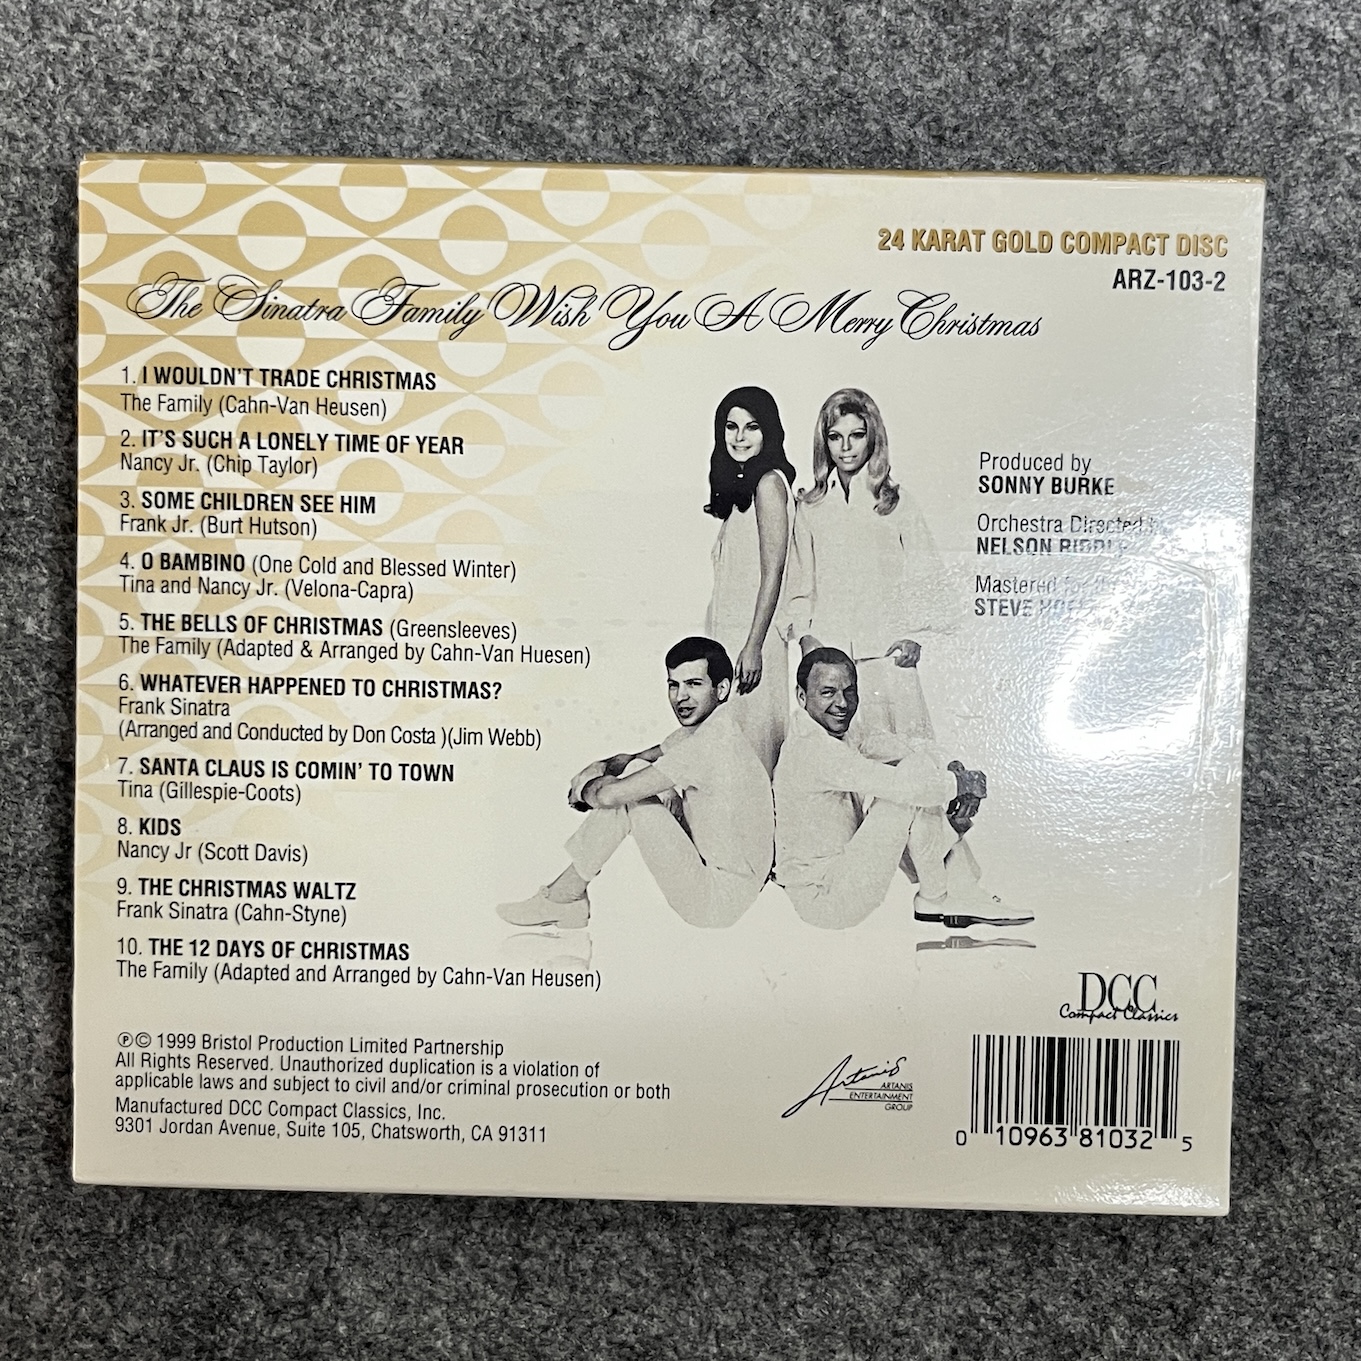 24 KARAT GOLD COMPACT DISC
ARZ-103-2
The Sinatra Family Wish You A Merry Christmas
1. I WOULDN'T TRADE CHRISTMAS
The Family (Cahn-Van Heusen)
2. IT'S SUCH A LONELY TIME OF YEAR
Nancy Jr. (Chip Taylor)
3. SOME CHILDREN SEE HIM
Frank Jr. (Burt Hutson)
4. O BAMBINO (One Cold and Blessed Winter)
Tina and Nancy Jr. (Velona-Capra)
5. THE BELLS OF CHRISTMAS (Greensleeves)
The Family (Adapted & Arranged by Cahn-Van Huesen)
6. WHATEVER HAPPENED TO CHRISTMAS?
Frank Sinatra
(Arranged and Conducted by Don Costa )(Jim Webb)
7. SANTA CLAUS IS COMIN' TO TOWN
Tina (Gillespie-Coots)
8. KIDS
Nancy Jr (Scott Davis)
9. THE CHRISTMAS WALTZ
Frank Sinatra (Cahn-Styne)
10. THE 12 DAYS OF CHRISTMAS
The Family (Adapted and Arranged by Cahn-Van Heusen)
Produced by
SONNY BURKE
Orchestra Directed
NELSON RIDDLE
Mastered for
STEVE
℗© 1999 Bristol Production Limited Partnership
All Rights Reserved. Unauthorized duplication is a violation of
applicable laws and subject to civil and/or criminal prosecution or both
Manufactured DCC Compact Classics, Inc.
9301 Jordan Avenue, Suite 105, Chatsworth, CA 91311
Artanis
ARTANIS
ENTERTAINMENT
GROUP
DCC
Compact Classics
0 10963 81032 5